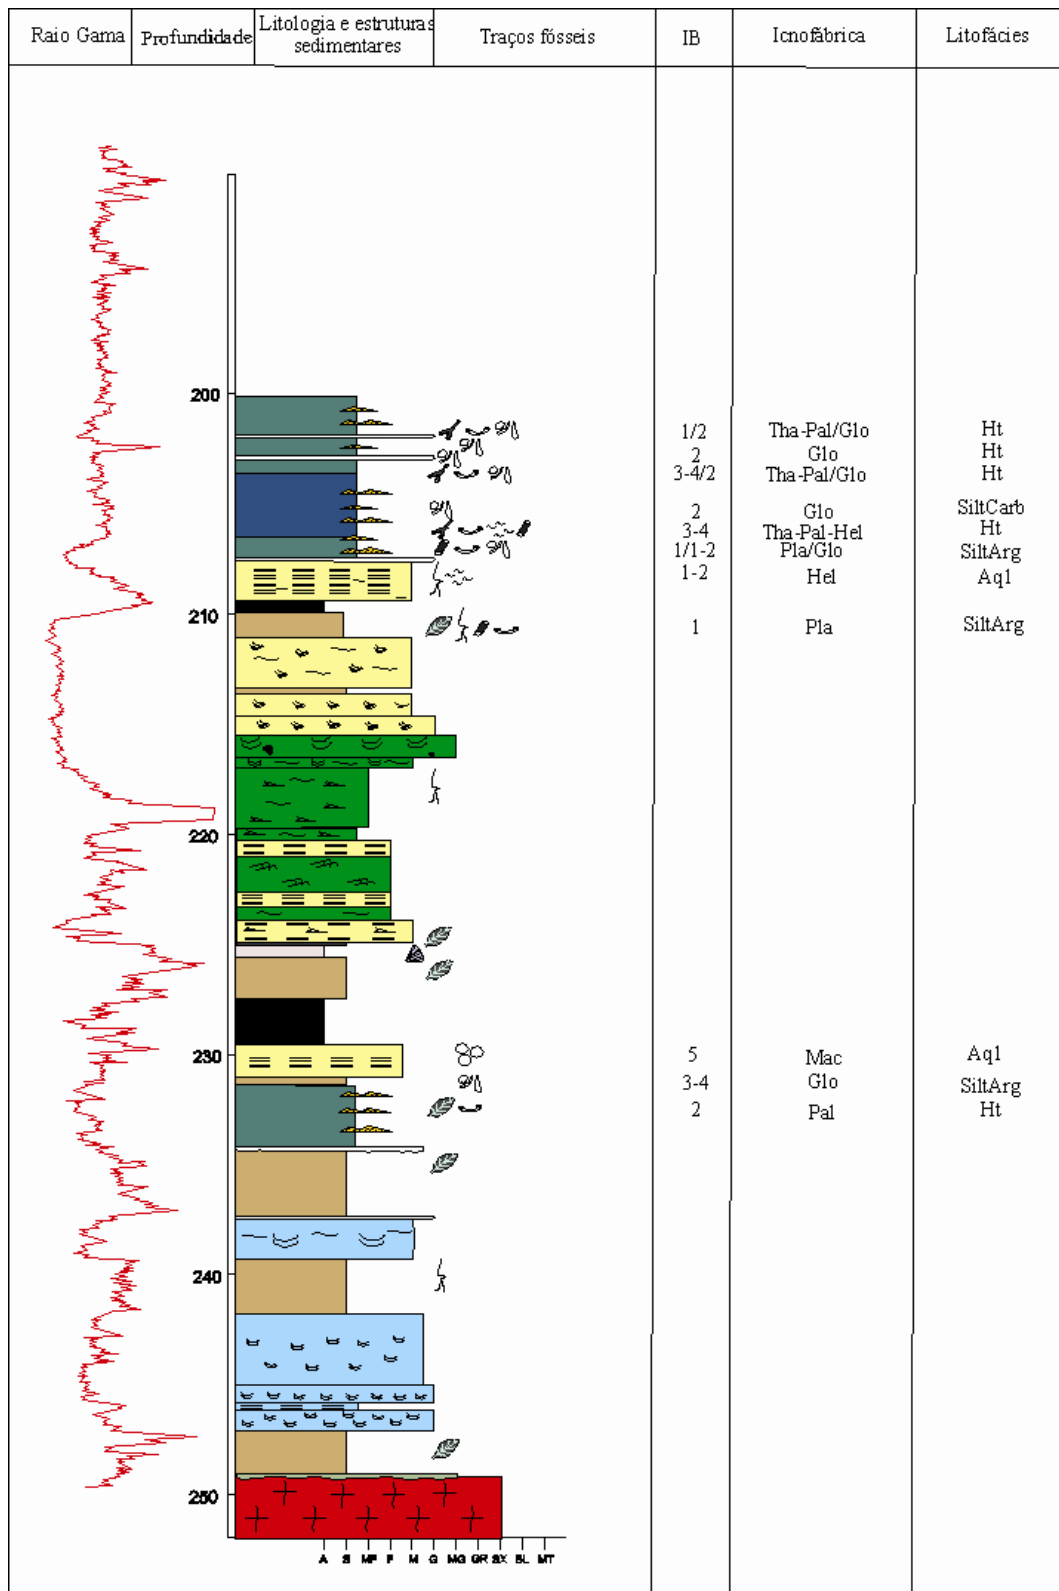 Raio Gama Profundidade Litologia e estruturas sedimentares Traços fósseis IB Icnofábrica Litofácies
200
1/2 Tha-Pal/Glo Ht
2 Glo Ht
3-4/2 Tha-Pal/Glo Ht
2 Glo SiltCarb
3-4 Tha-Pal-Hel Ht
1/1-2 Pla/Glo SiltArg
1-2 Hel Aq1
210
1 Pla SiltArg
220
230
5 Mac Aq1
3-4 Glo SiltArg
2 Pal Ht
240
250
A S MF F M G MG GR SX BL MT